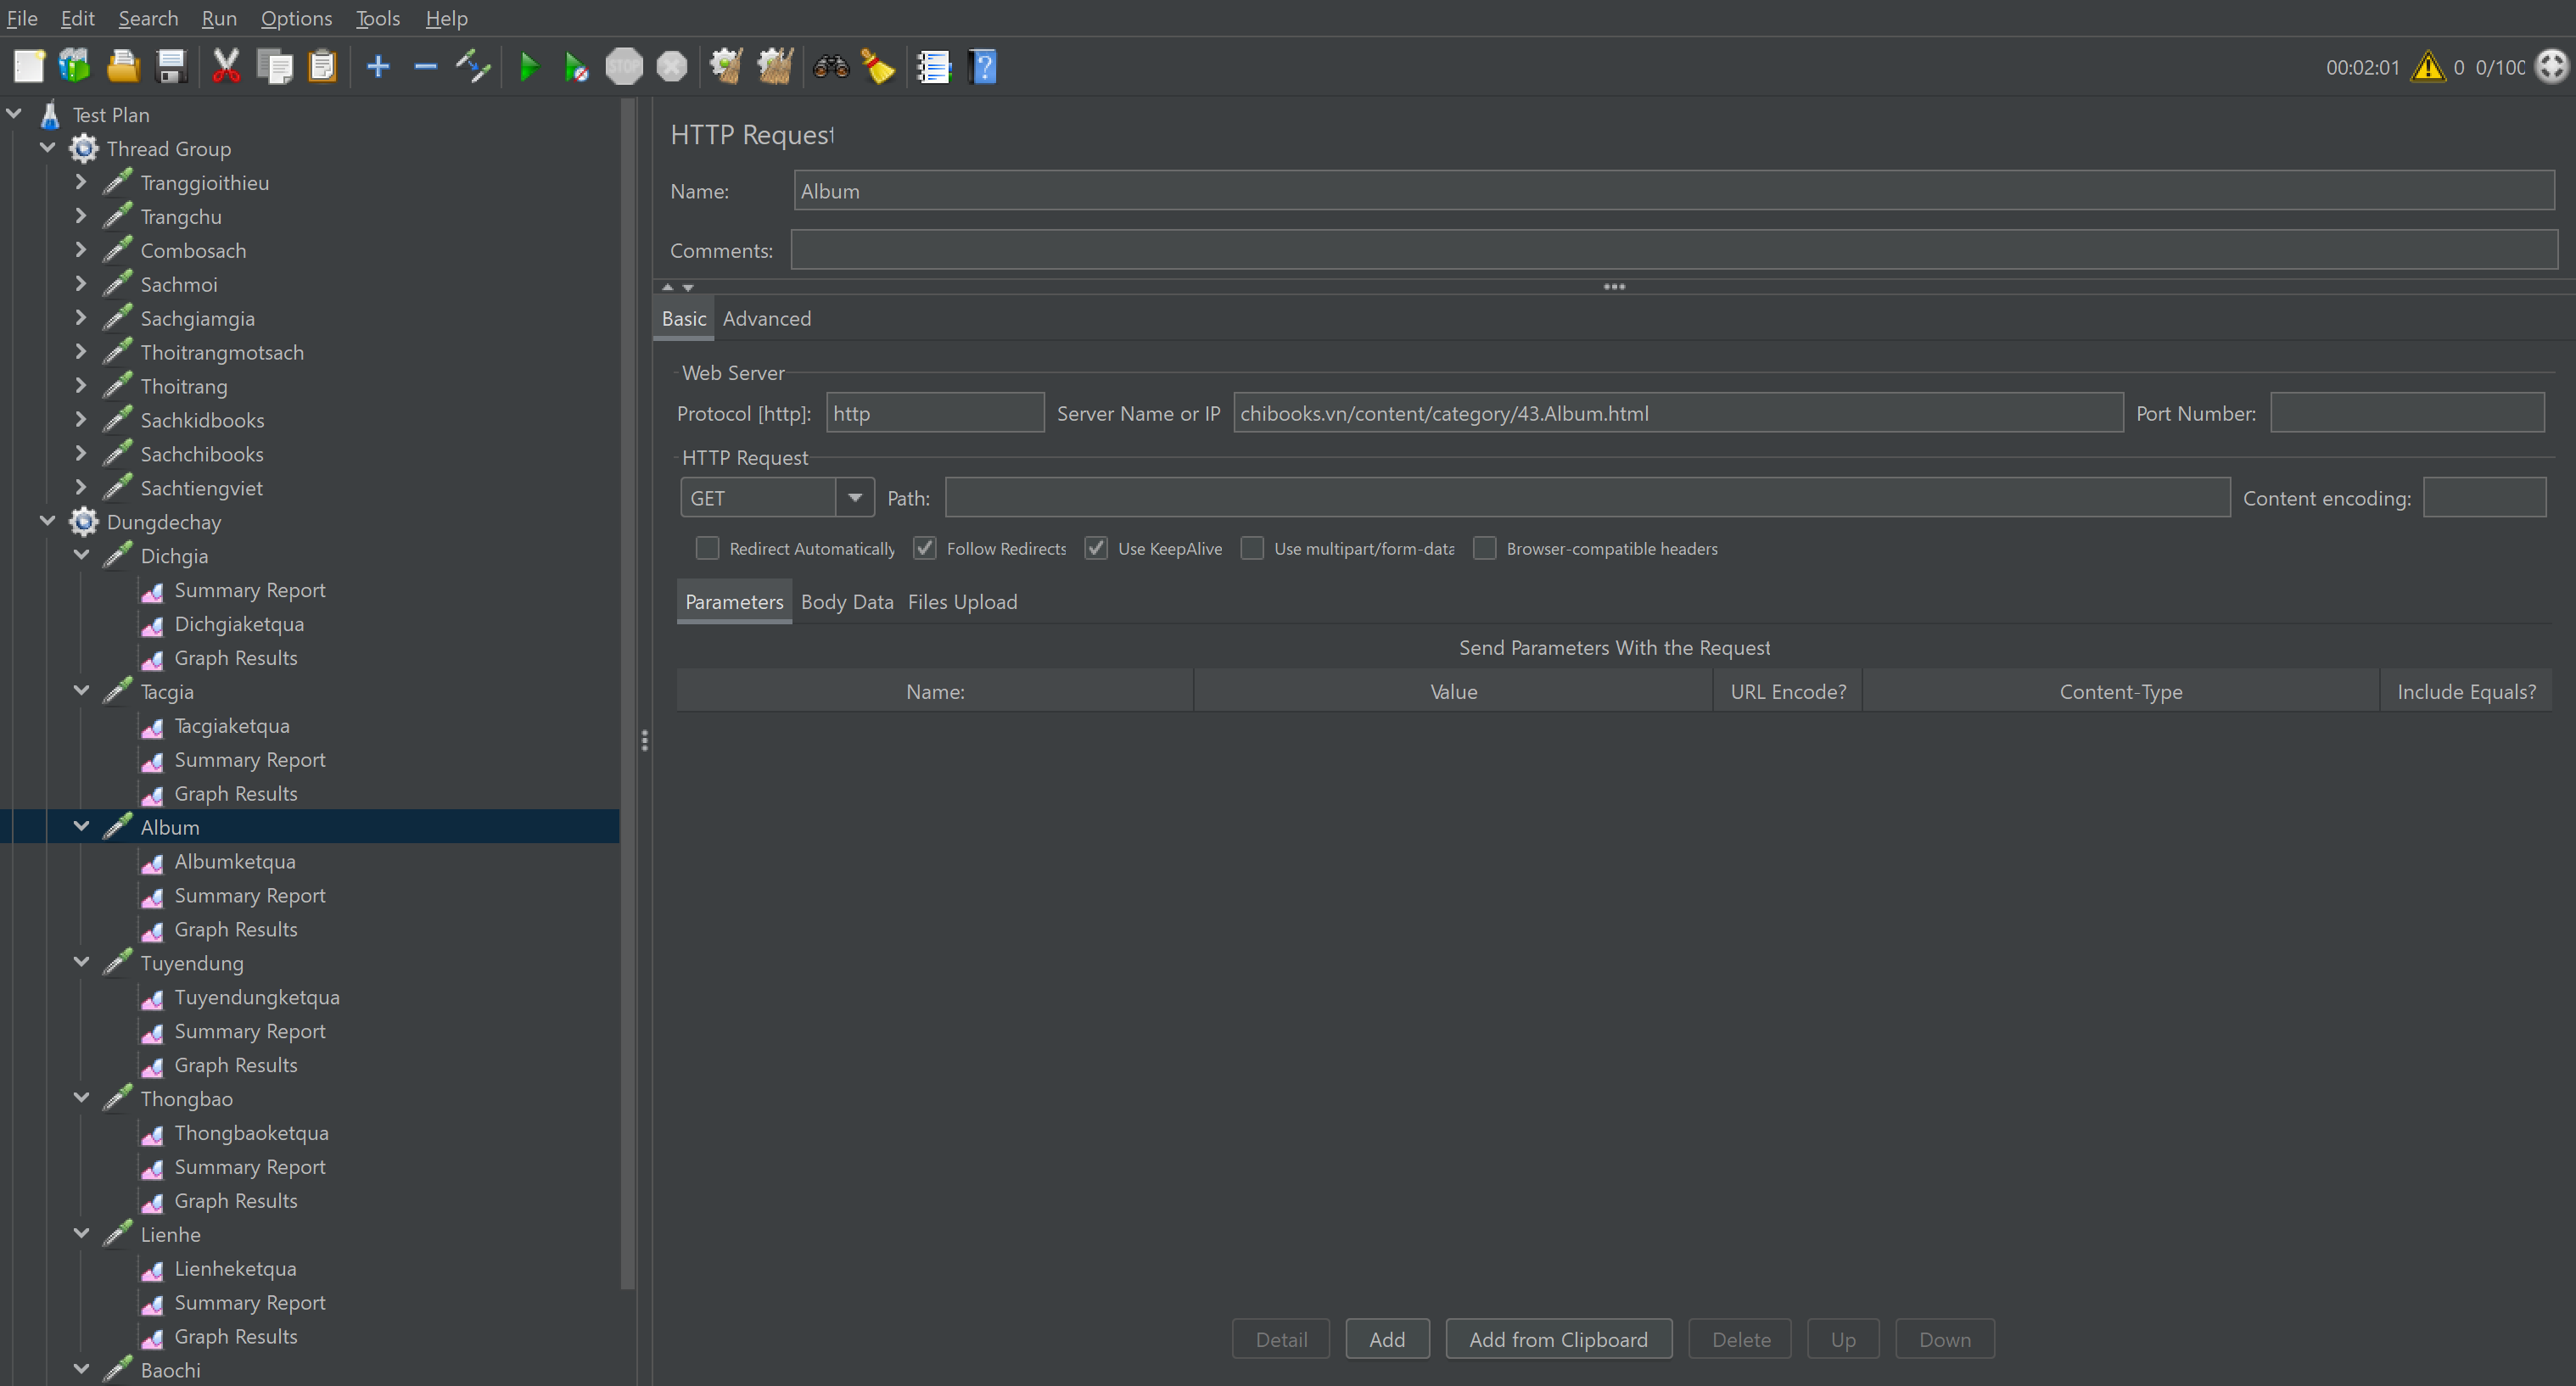 File Edit Search Run Options Tools Help
STOP
00:02:01 0 0/100
Test Plan
Thread Group
Tranggioithieu
Trangchu
Combosach
Sachmoi
Sachgiamgia
Thoitrangmotsach
Thoitrang
Sachkidbooks
Sachchibooks
Sachtiengviet
Dungdechay
Dichgia
Summary Report
Dichgiaketqua
Graph Results
Tacgia
Tacgiaketqua
Summary Report
Graph Results
Album
Albumketqua
Summary Report
Graph Results
Tuyendung
Tuyendungketqua
Summary Report
Graph Results
Thongbao
Thongbaoketqua
Summary Report
Graph Results
Lienhe
Lienheketqua
Summary Report
Graph Results
Baochi
HTTP Request
Name: Album
Comments:
Basic Advanced
Web Server
Protocol [http]: http Server Name or IP chibooks.vn/content/category/43.Album.html Port Number:
HTTP Request
GET Path: Content encoding:
Redirect Automatically Follow Redirects Use KeepAlive Use multipart/form-data Browser-compatible headers
Parameters Body Data Files Upload
Send Parameters With the Request
Name: Value URL Encode? Content-Type Include Equals?
Detail Add Add from Clipboard Delete Up Down